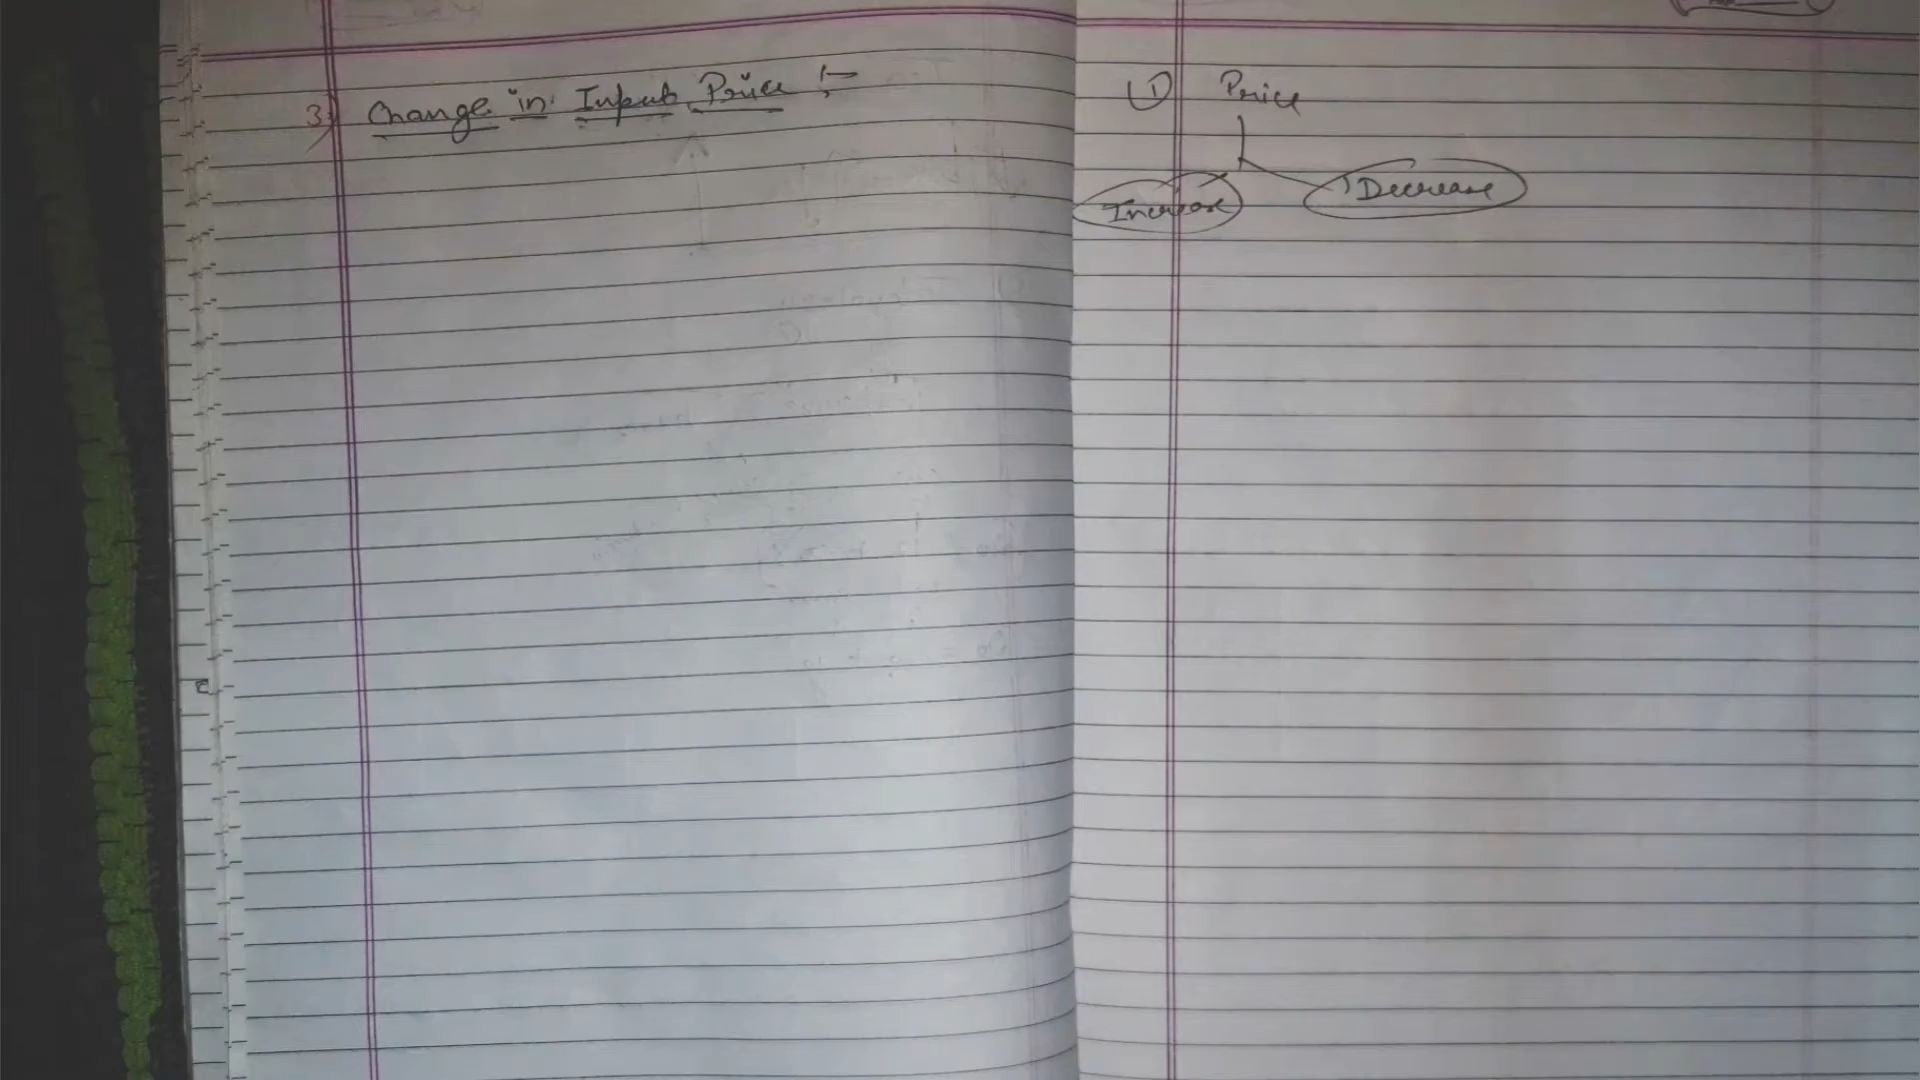 3) Change in Input Price :-
① Price
Increase Decrease